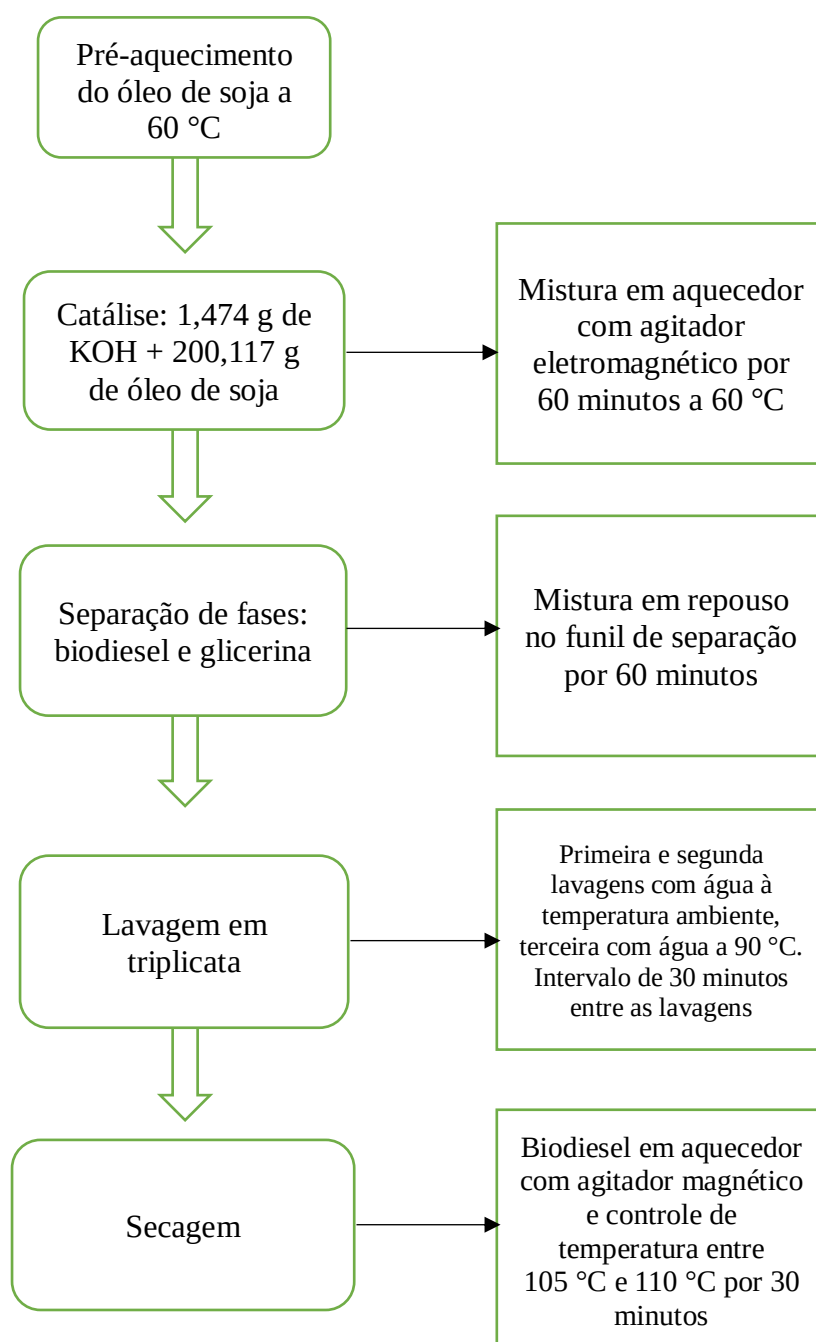 Pré-aquecimento
do óleo de soja a
60 °C
Catálise: 1,474 g de
KOH + 200,117 g
de óleo de soja
Mistura em aquecedor
com agitador
eletromagnético por
60 minutos a 60 °C
Separação de fases:
biodiesel e glicerina
Mistura em repouso
no funil de separação
por 60 minutos
Lavagem em
triplicata
Primeira e segunda
lavagens com água à
temperatura ambiente,
terceira com água a 90 °C.
Intervalo de 30 minutos
entre as lavagens
Secagem
Biodiesel em aquecedor
com agitador magnético
e controle de
temperatura entre
105 °C e 110 °C por 30
minutos